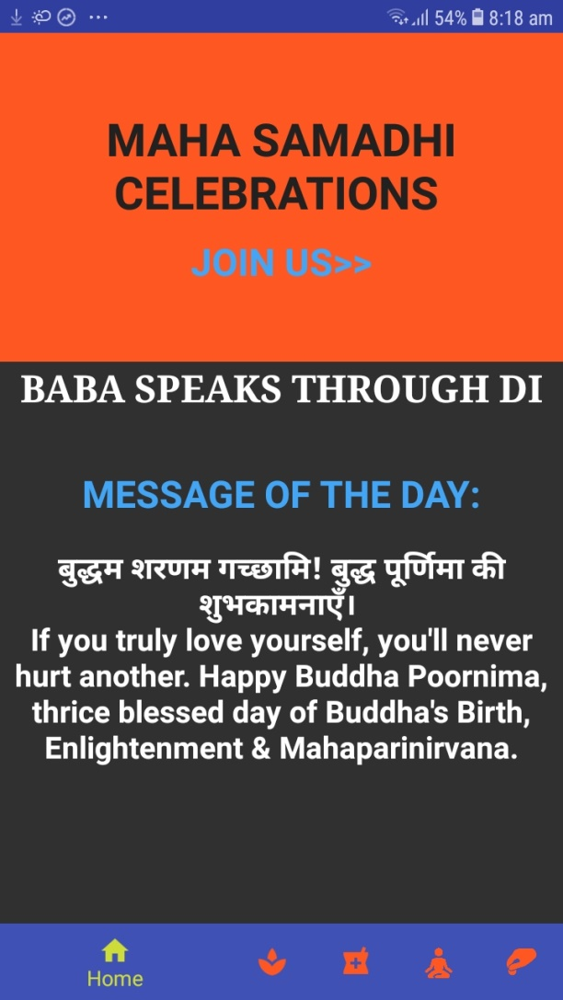 54% 8:18 am
MAHA SAMADHI
CELEBRATIONS
JOIN US>>
BABA SPEAKS THROUGH DI
MESSAGE OF THE DAY:
बुद्धम शरणम गच्छामि! बुद्ध पूर्णिमा की
शुभकामनाएँ।
If you truly love yourself, you'll never
hurt another. Happy Buddha Poornima,
thrice blessed day of Buddha's Birth,
Enlightenment & Mahaparinirvana.
Home